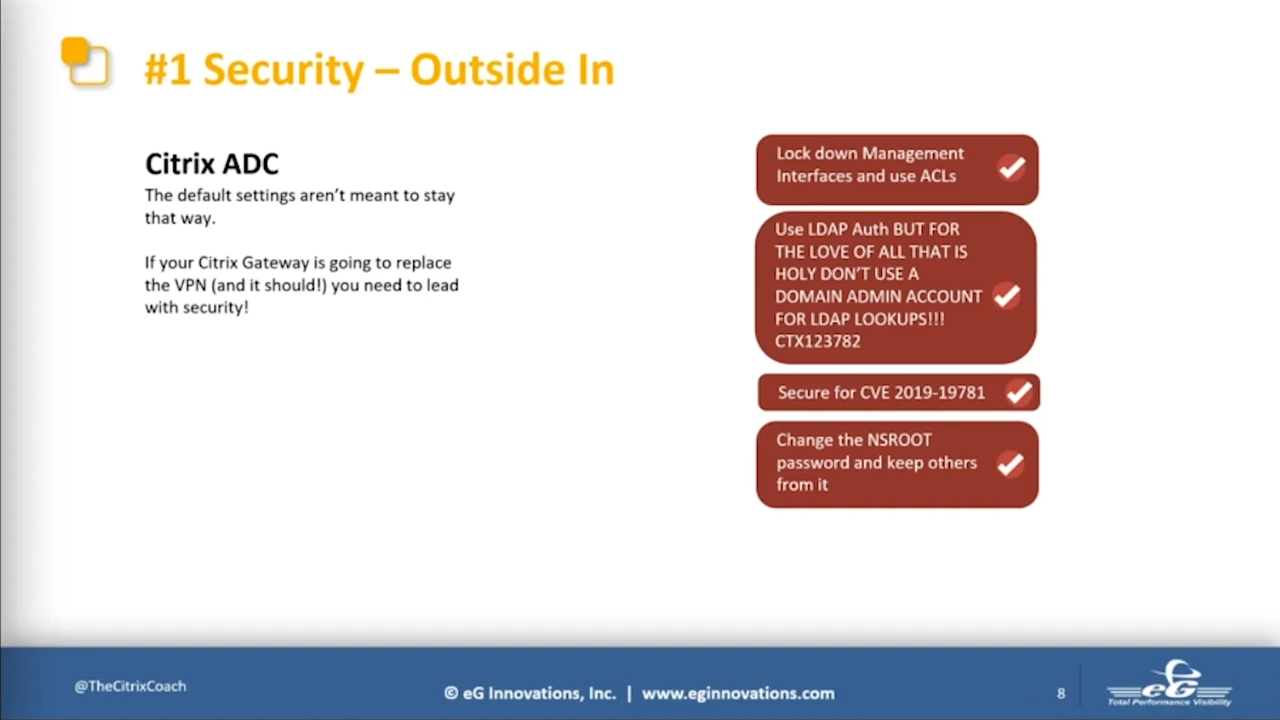 #1 Security – Outside In
Citrix ADC
The default settings aren’t meant to stay
that way.
If your Citrix Gateway is going to replace
the VPN (and it should!) you need to lead
with security!
Lock down Management
Interfaces and use ACLs
Use LDAP Auth BUT FOR
THE LOVE OF ALL THAT IS
HOLY DON’T USE A
DOMAIN ADMIN ACCOUNT
FOR LDAP LOOKUPS!!!
CTX123782
Secure for CVE 2019-19781
Change the NSROOT
password and keep others
from it
@TheCitrixCoach
© eG Innovations, Inc. | www.eginnovations.com
8
eG
Total Performance Visibility